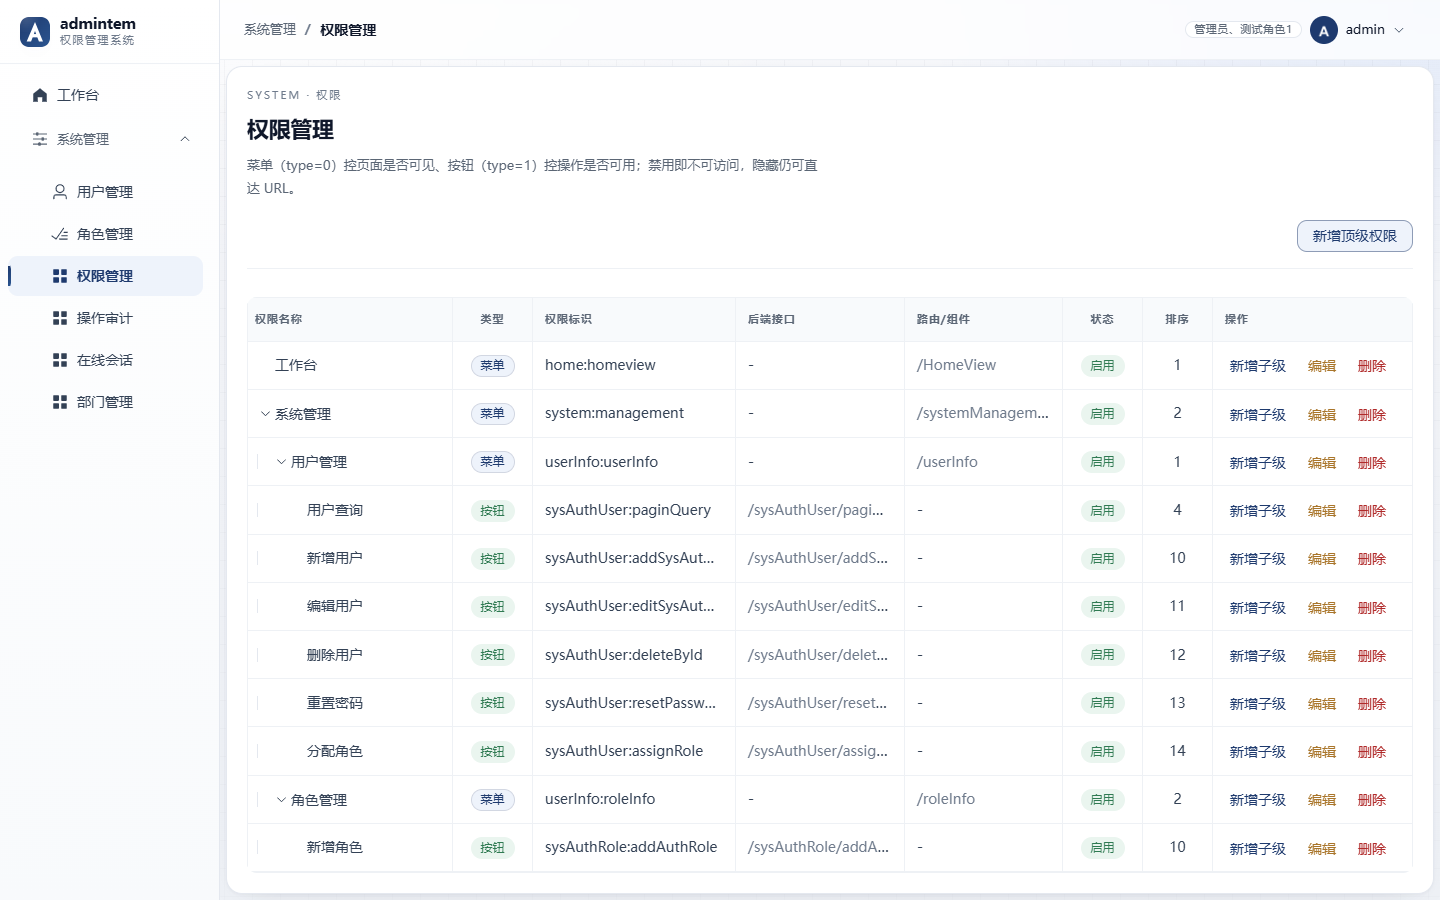 admintem
权限管理系统
系统管理 / 权限管理
管理员、测试角色1
A
admin
工作台
系统管理
用户管理
角色管理
权限管理
操作审计
在线会话
部门管理
SYSTEM · 权限
权限管理
菜单（type=0）控页面是否可见、按钮（type=1）控操作是否可用；禁用即不可访问，隐藏仍可直
达 URL。
新增顶级权限
权限名称 类型 权限标识 后端接口 路由/组件 状态 排序 操作
工作台 菜单 home:homeview - /HomeView 启用 1 新增子级 编辑 删除
系统管理 菜单 system:management - /systemManagem... 启用 2 新增子级 编辑 删除
用户管理 菜单 userInfo:userInfo - /userInfo 启用 1 新增子级 编辑 删除
用户查询 按钮 sysAuthUser:paginQuery /sysAuthUser/pagi... - 启用 4 新增子级 编辑 删除
新增用户 按钮 sysAuthUser:addSysAut... /sysAuthUser/addS... - 启用 10 新增子级 编辑 删除
编辑用户 按钮 sysAuthUser:editSysAut... /sysAuthUser/editS... - 启用 11 新增子级 编辑 删除
删除用户 按钮 sysAuthUser:deleteById /sysAuthUser/delet... - 启用 12 新增子级 编辑 删除
重置密码 按钮 sysAuthUser:resetPassw... /sysAuthUser/reset... - 启用 13 新增子级 编辑 删除
分配角色 按钮 sysAuthUser:assignRole /sysAuthUser/assig... - 启用 14 新增子级 编辑 删除
角色管理 菜单 userInfo:roleInfo - /roleInfo 启用 2 新增子级 编辑 删除
新增角色 按钮 sysAuthRole:addAuthRole /sysAuthRole/addA... - 启用 10 新增子级 编辑 删除